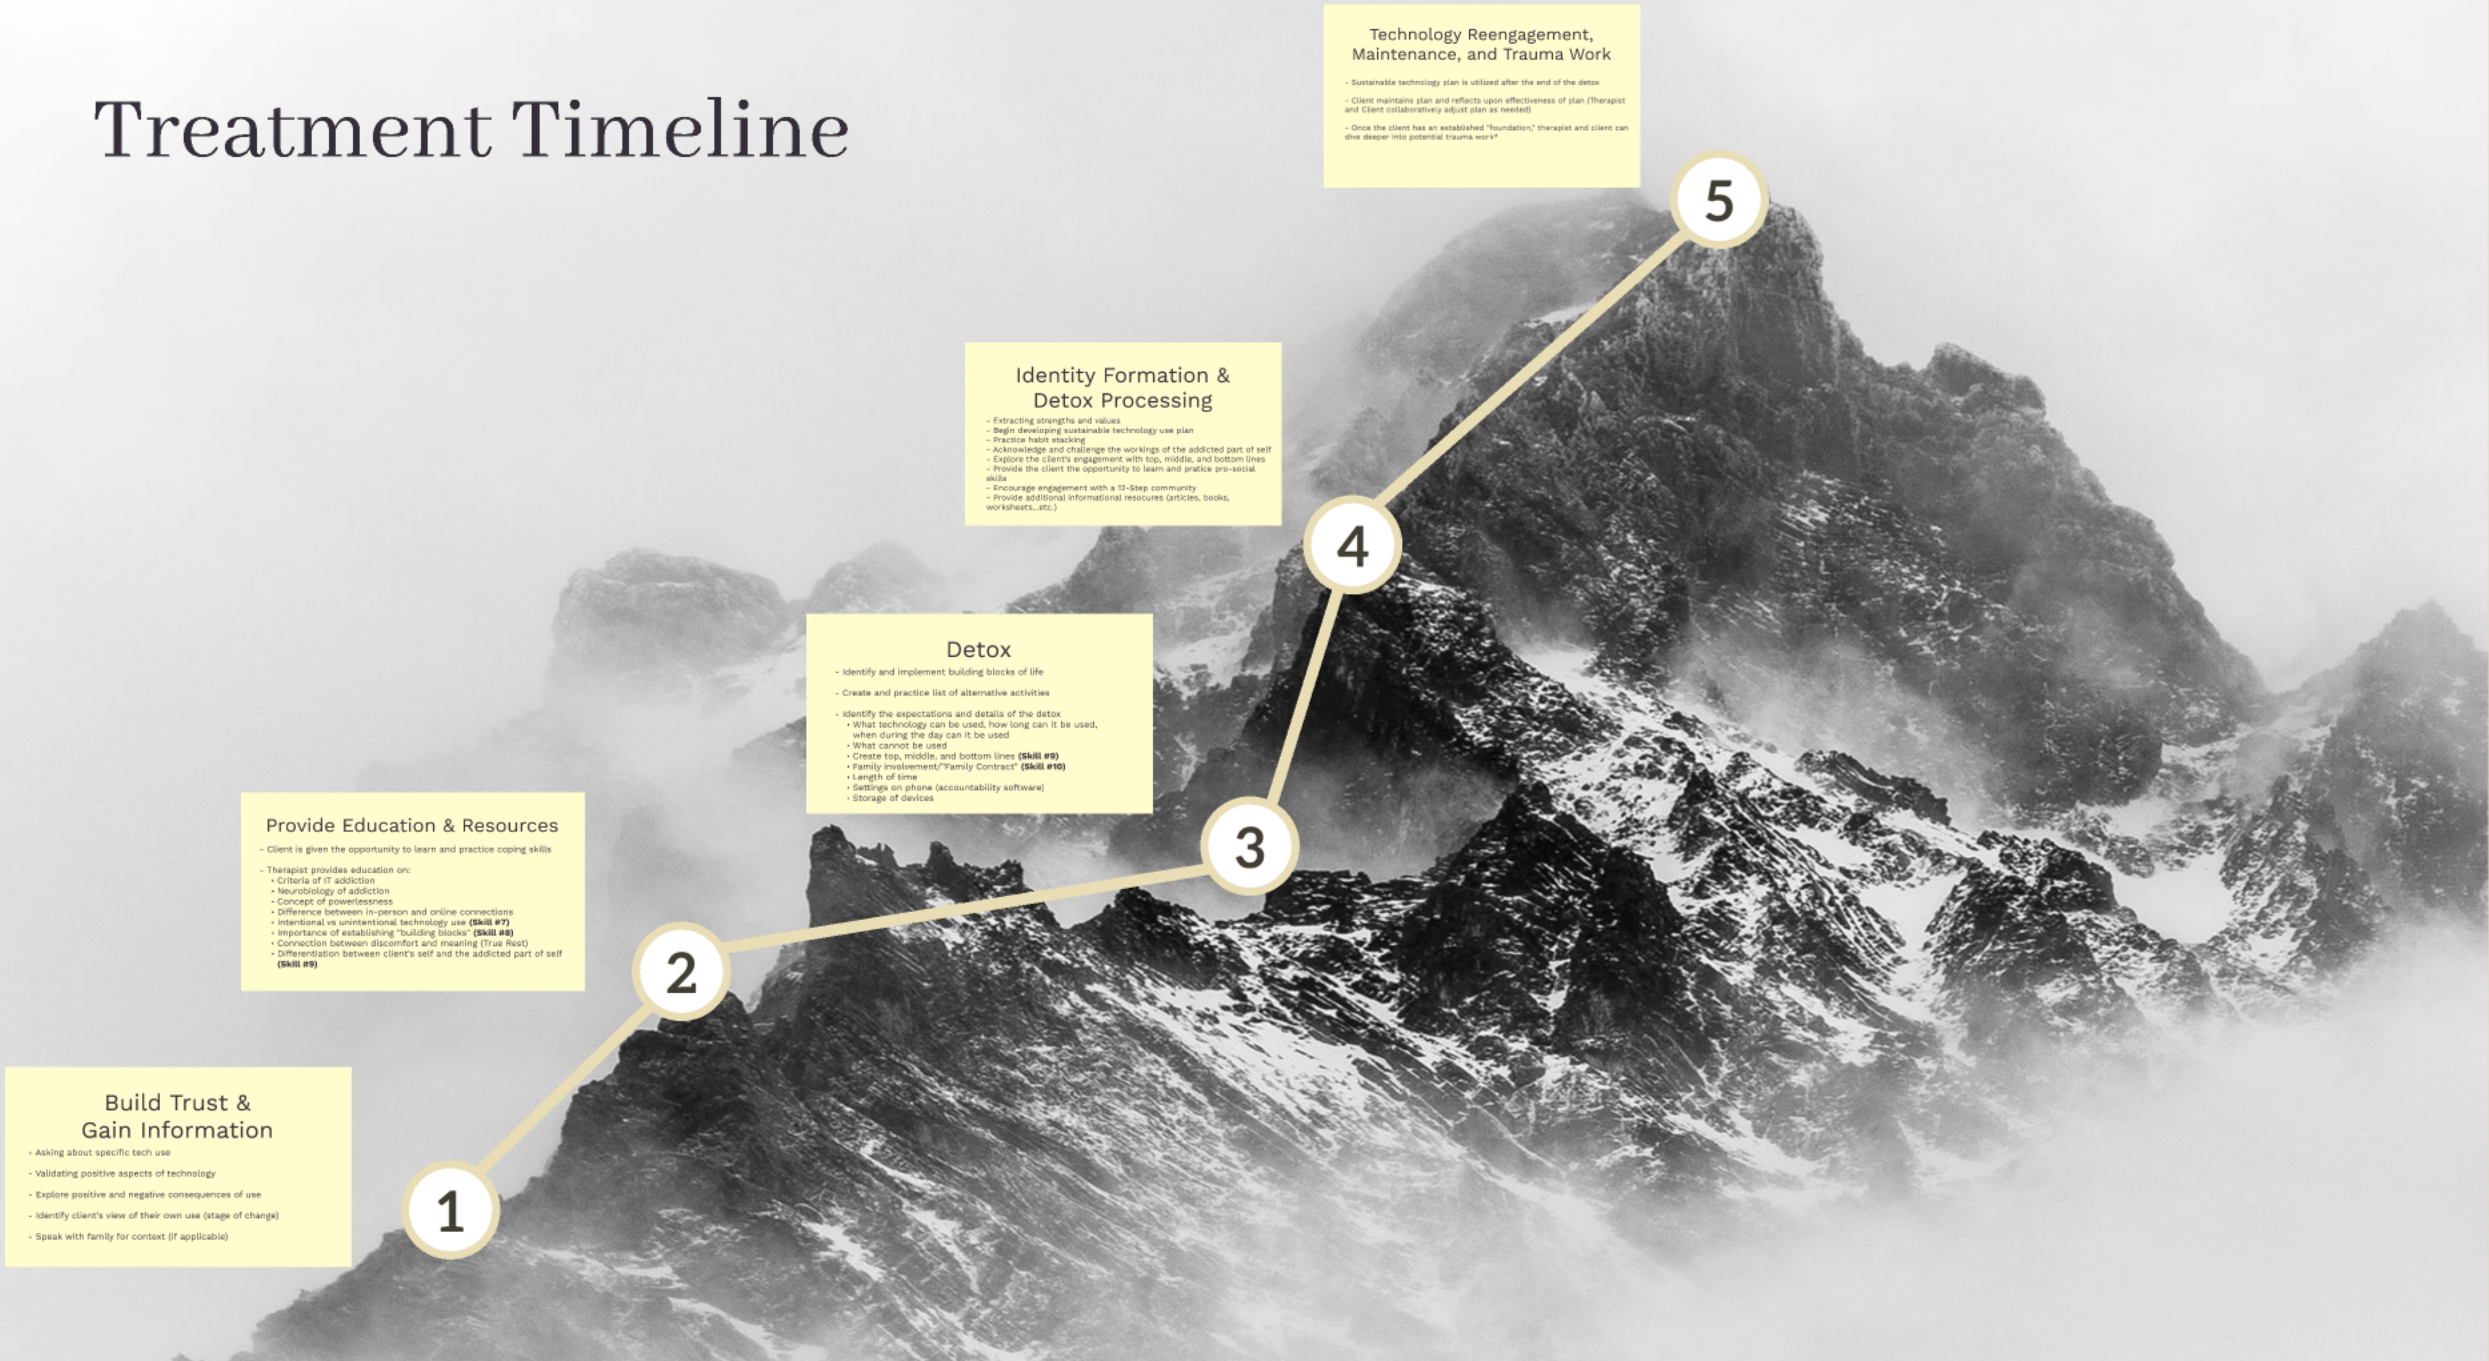 Treatment Timeline
Technology Reengagement,
Maintenance, and Trauma Work
- Sustainable technology plan is utilized after the end of the detox
- Client maintains plan and reflects upon effectiveness of plan (Therapist
and Client collaboratively adjust plan as needed)
- Once the client has an established "foundation," therapist and client can
dive deeper into potential trauma work*
5
Identity Formation &
Detox Processing
- Extracting strengths and values
- Begin developing sustainable technology use plan
- Practice habit stacking
- Acknowledge and challenge the workings of the addicted part of self
- Explore the client's engagement with top, middle, and bottom lines
- Provide the client the opportunity to learn and pratice pro-social
skills
- Encourage engagement with a 12-Step community
- Provide additional informational resocures (articles, books,
worksheets...etc.)
4
Detox
- Identify and implement building blocks of life
- Create and practice list of alternative activities
- Identify the expectations and details of the detox
• What technology can be used, how long can it be used,
when during the day can it be used
• What cannot be used
• Create top, middle, and bottom lines (Skill #9)
• Family involvement/"Family Contract" (Skill #10)
• Length of time
• Settings on phone (accountability software)
• Storage of devices
3
Provide Education & Resources
- Client is given the opportunity to learn and practice coping skills
- Therapist provides education on:
• Criteria of IT addiction
• Neurobiology of addiction
• Concept of powerlessness
• Difference between in-person and online connections
• Intentional vs unintentional technology use (Skill #7)
• Importance of establishing "building blocks" (Skill #8)
• Connection between discomfort and meaning (True Rest)
• Differentiation between client's self and the addicted part of self
(Skill #9)
2
Build Trust &
Gain Information
- Asking about specific tech use
- Validating positive aspects of technology
- Explore positive and negative consequences of use
- Identify client's view of their own use (stage of change)
- Speak with family for context (if applicable)
1